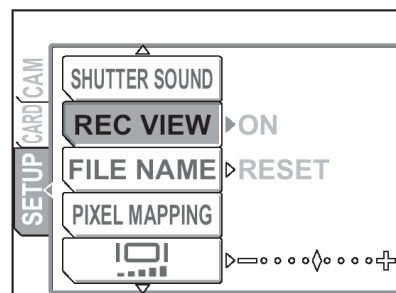 CAM
CARD
SETUP
SHUTTER SOUND
REC VIEW ON
FILE NAME RESET
PIXEL MAPPING